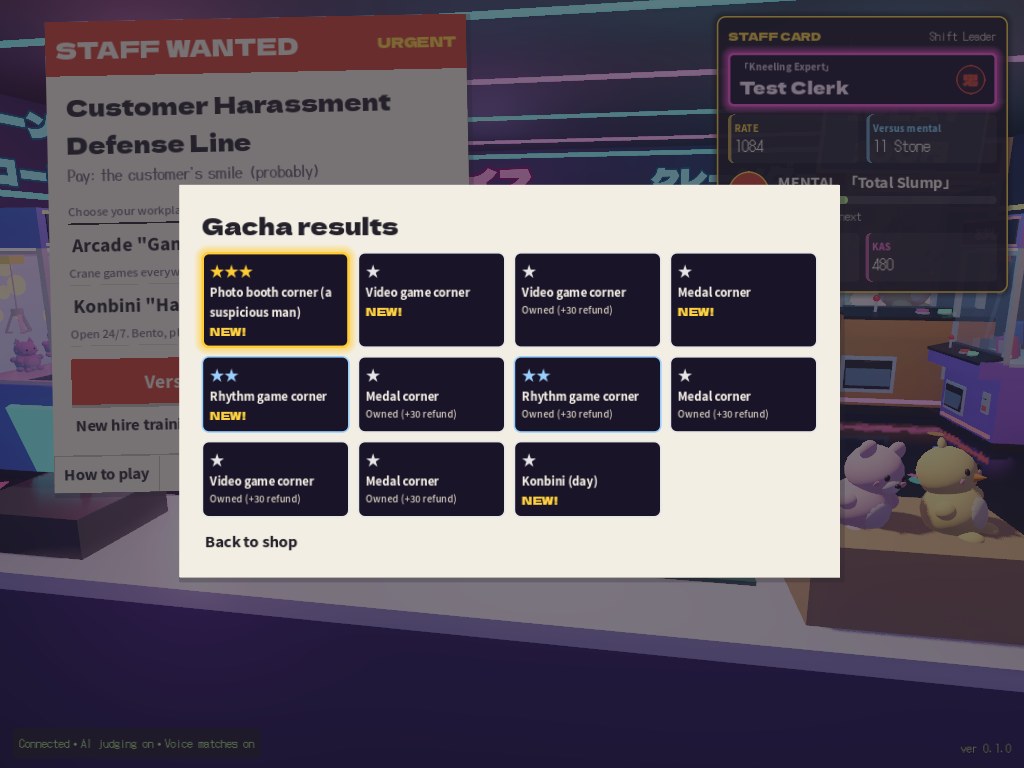 STAFF WANTED
URGENT
Customer Harassment
Defense Line
Pay: the customer's smile (probably)
Choose your workpla
Arcade "Gan
Crane games everyw
Konbini "Ha
Open 24/7. Bento, pl
Vers
New hire traini
How to play
STAFF CARD
Shift Leader
「Kneeling Expert」
Test Clerk
RATE
1084
Versus mental
11 Stone
MENTAL 「Total Slump」
next
KAS
480
Gacha results
★★★
Photo booth corner (a
suspicious man)
NEW!
★
Video game corner
NEW!
★
Video game corner
Owned (+30 refund)
★
Medal corner
NEW!
★★
Rhythm game corner
NEW!
★
Medal corner
Owned (+30 refund)
★★
Rhythm game corner
Owned (+30 refund)
★
Medal corner
Owned (+30 refund)
★
Video game corner
Owned (+30 refund)
★
Medal corner
Owned (+30 refund)
★
Konbini (day)
NEW!
Back to shop
Connected•AI judging on•Voice matches on
ver 0.1.0